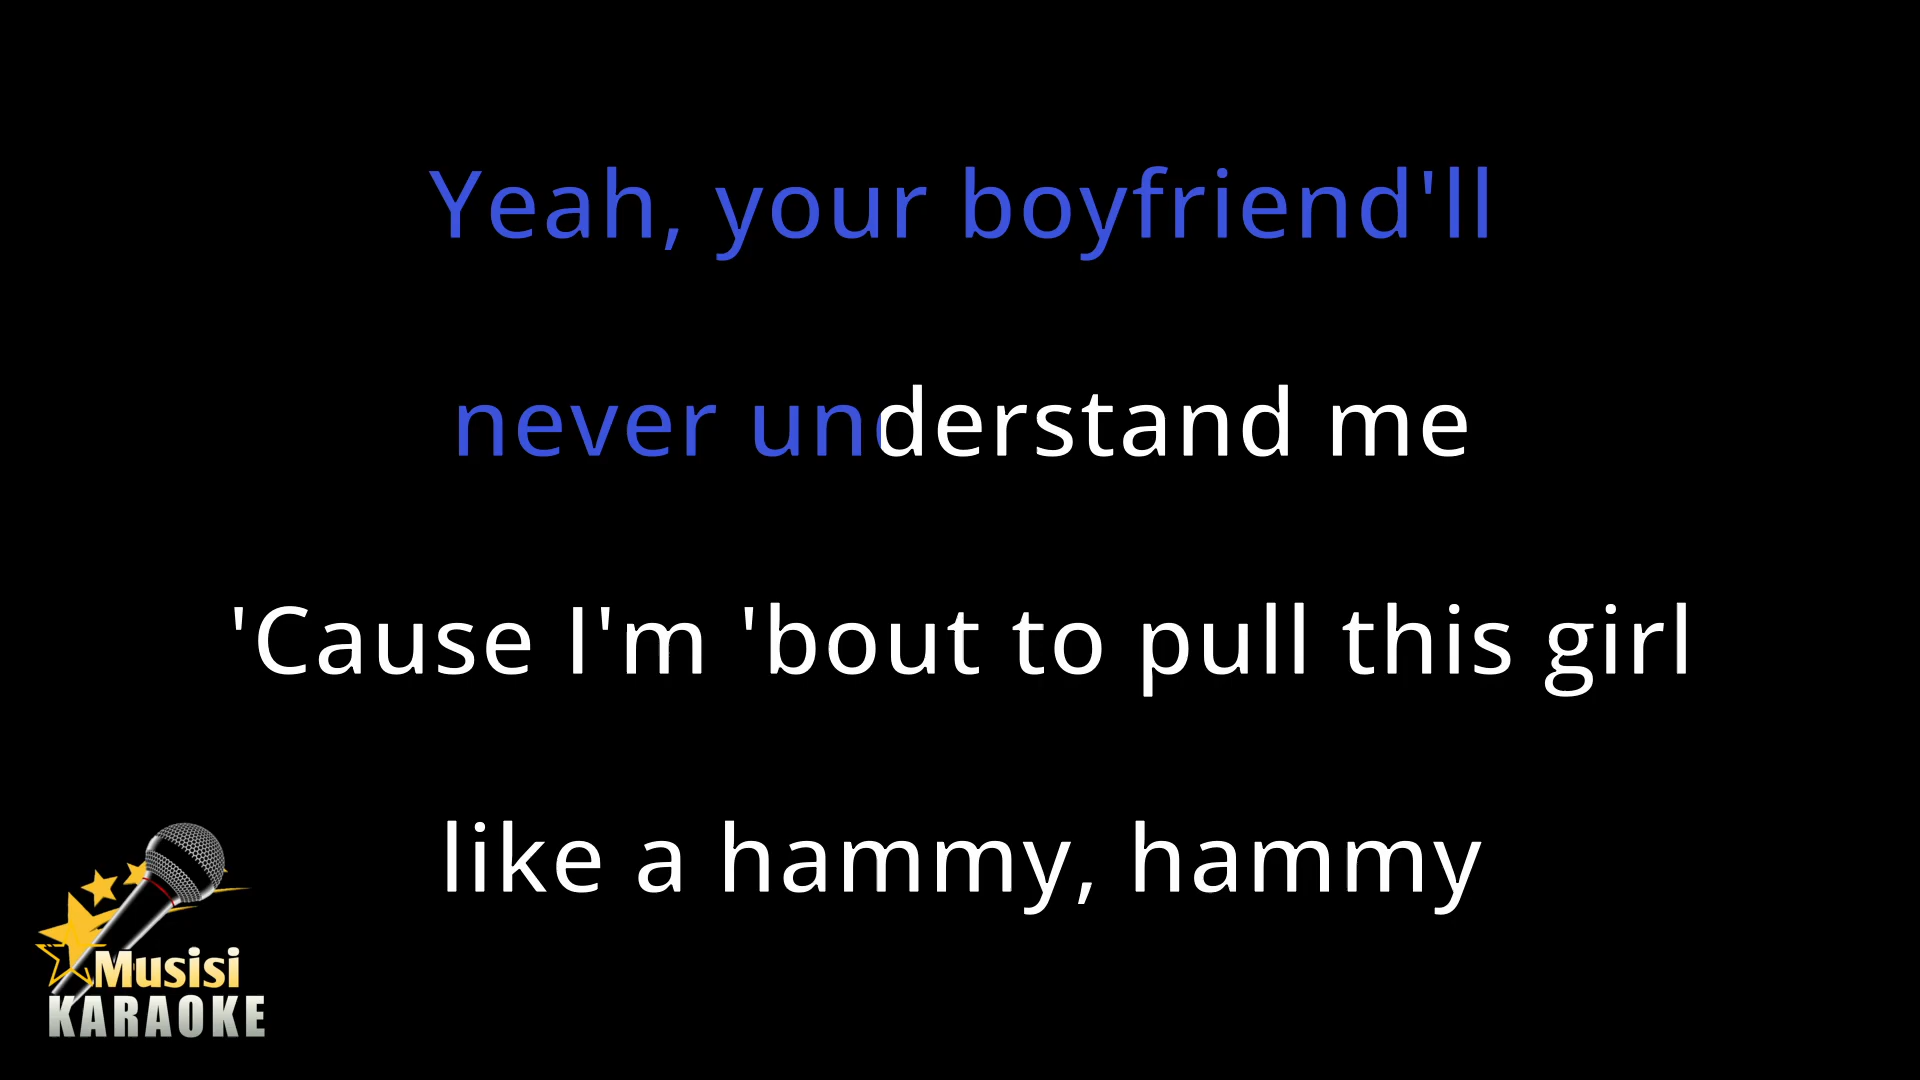 Yeah, your boyfriend'll
never understand me
'Cause I'm 'bout to pull this girl
like a hammy, hammy
Musisi
KARAOKE